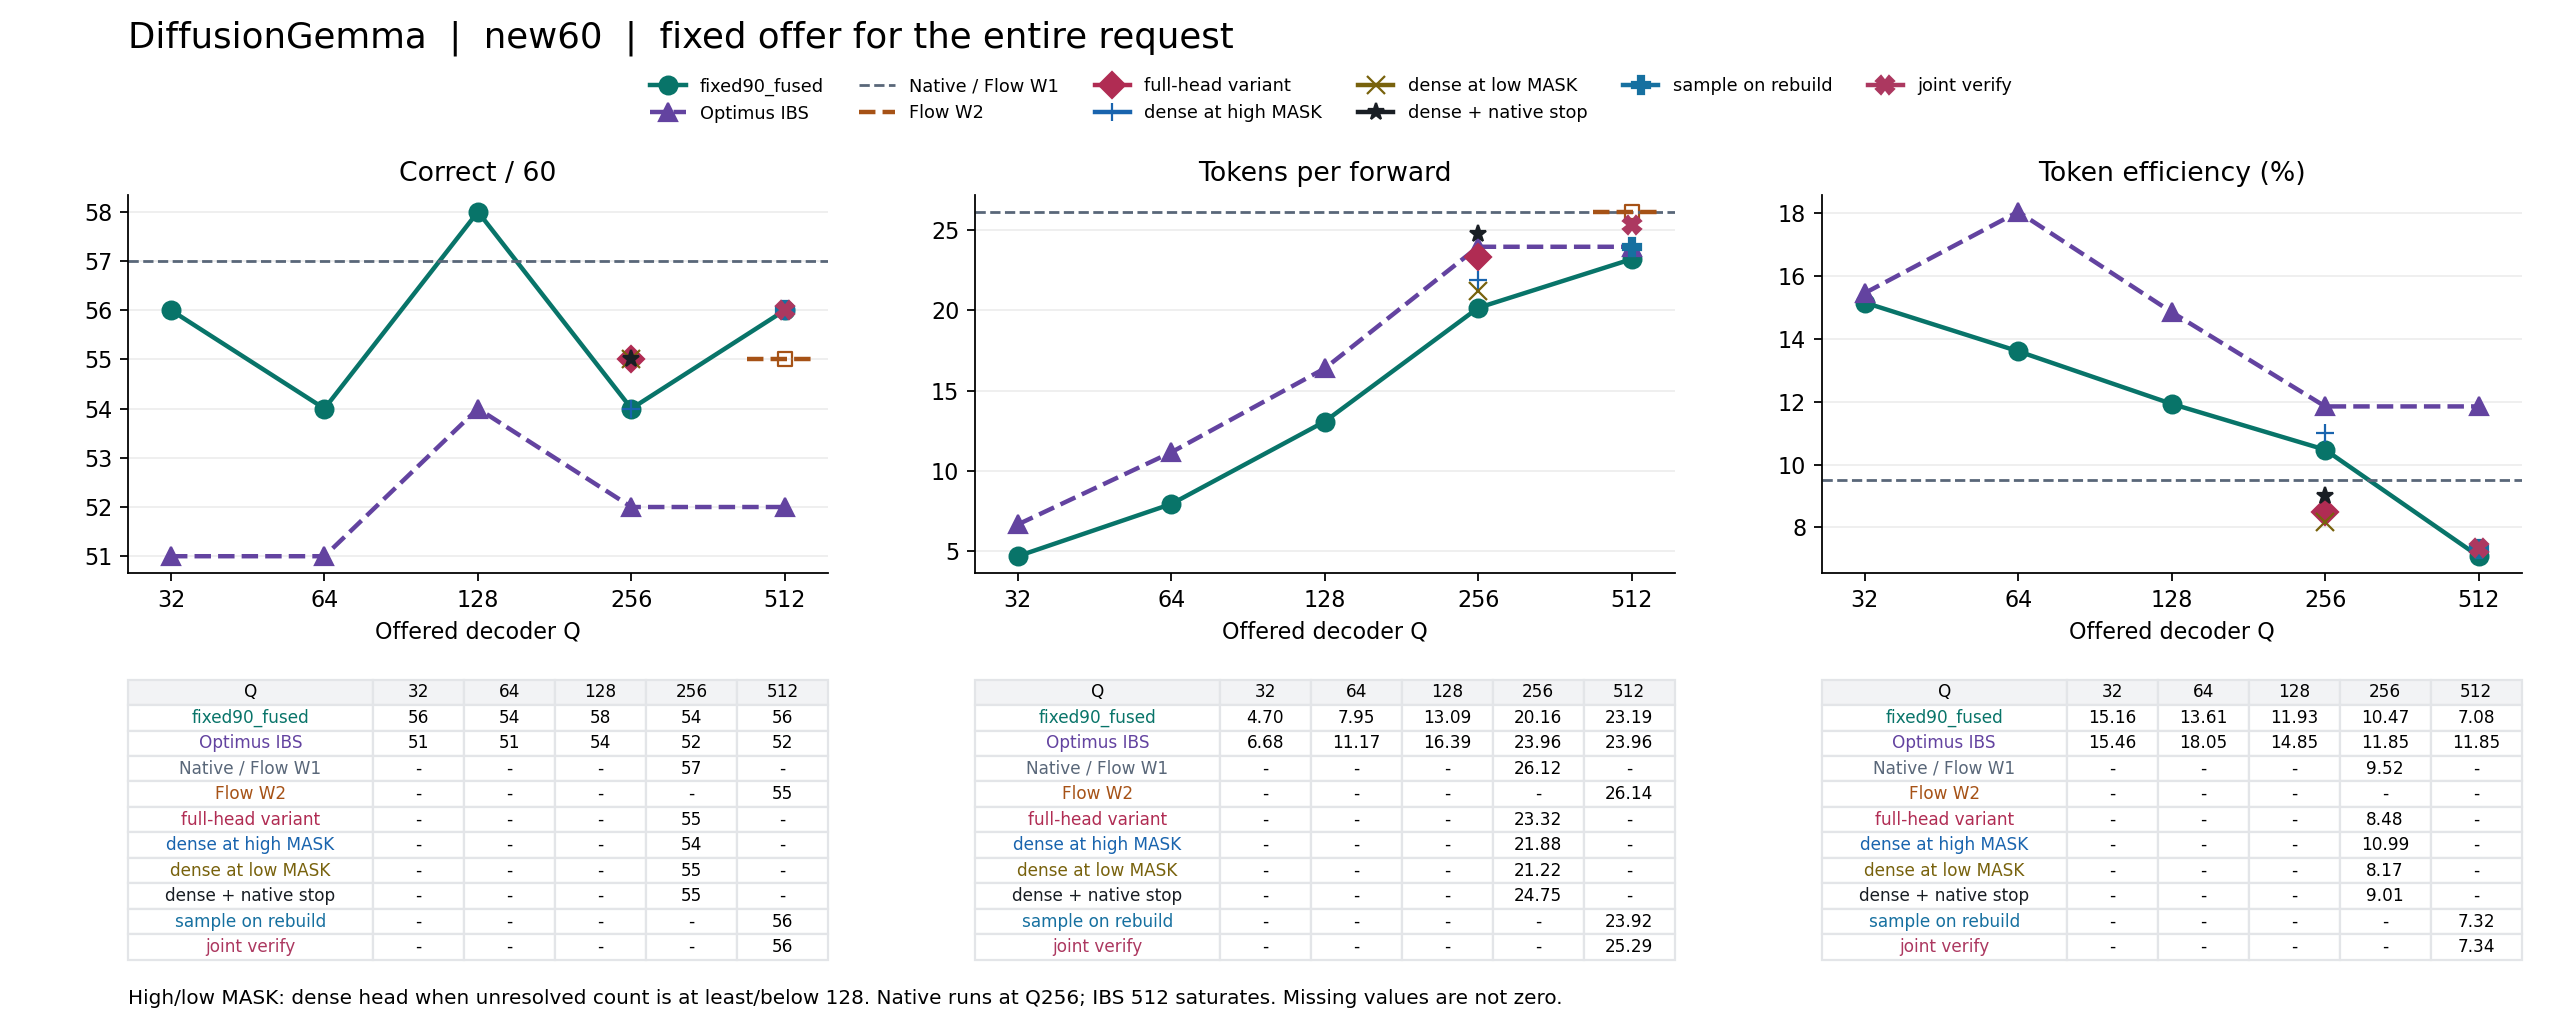 DiffusionGemma | new60 | fixed offer for the entire request
fixed90_fused Native / Flow W1 full-head variant dense at low MASK sample on rebuild joint verify
Optimus IBS Flow W2 dense at high MASK dense + native stop
Correct / 60
58
57
56
55
54
53
52
51
32 64 128 256 512
Offered decoder Q
Tokens per forward
25
20
15
10
5
32 64 128 256 512
Offered decoder Q
Token efficiency (%)
18
16
14
12
10
8
32 64 128 256 512
Offered decoder Q
Q 32 64 128 256 512
fixed90_fused 56 54 58 54 56
Optimus IBS 51 51 54 52 52
Native / Flow W1 - - - 57 -
Flow W2 - - - - 55
full-head variant - - - 55 -
dense at high MASK - - - 54 -
dense at low MASK - - - 55 -
dense + native stop - - - 55 -
sample on rebuild - - - - 56
joint verify - - - - 56
Q 32 64 128 256 512
fixed90_fused 4.70 7.95 13.09 20.16 23.19
Optimus IBS 6.68 11.17 16.39 23.96 23.96
Native / Flow W1 - - - 26.12 -
Flow W2 - - - - 26.14
full-head variant - - - 23.32 -
dense at high MASK - - - 21.88 -
dense at low MASK - - - 21.22 -
dense + native stop - - - 24.75 -
sample on rebuild - - - - 23.92
joint verify - - - - 25.29
Q 32 64 128 256 512
fixed90_fused 15.16 13.61 11.93 10.47 7.08
Optimus IBS 15.46 18.05 14.85 11.85 11.85
Native / Flow W1 - - - 9.52 -
Flow W2 - - - - -
full-head variant - - - 8.48 -
dense at high MASK - - - 10.99 -
dense at low MASK - - - 8.17 -
dense + native stop - - - 9.01 -
sample on rebuild - - - - 7.32
joint verify - - - - 7.34
High/low MASK: dense head when unresolved count is at least/below 128. Native runs at Q256; IBS 512 saturates. Missing values are not zero.